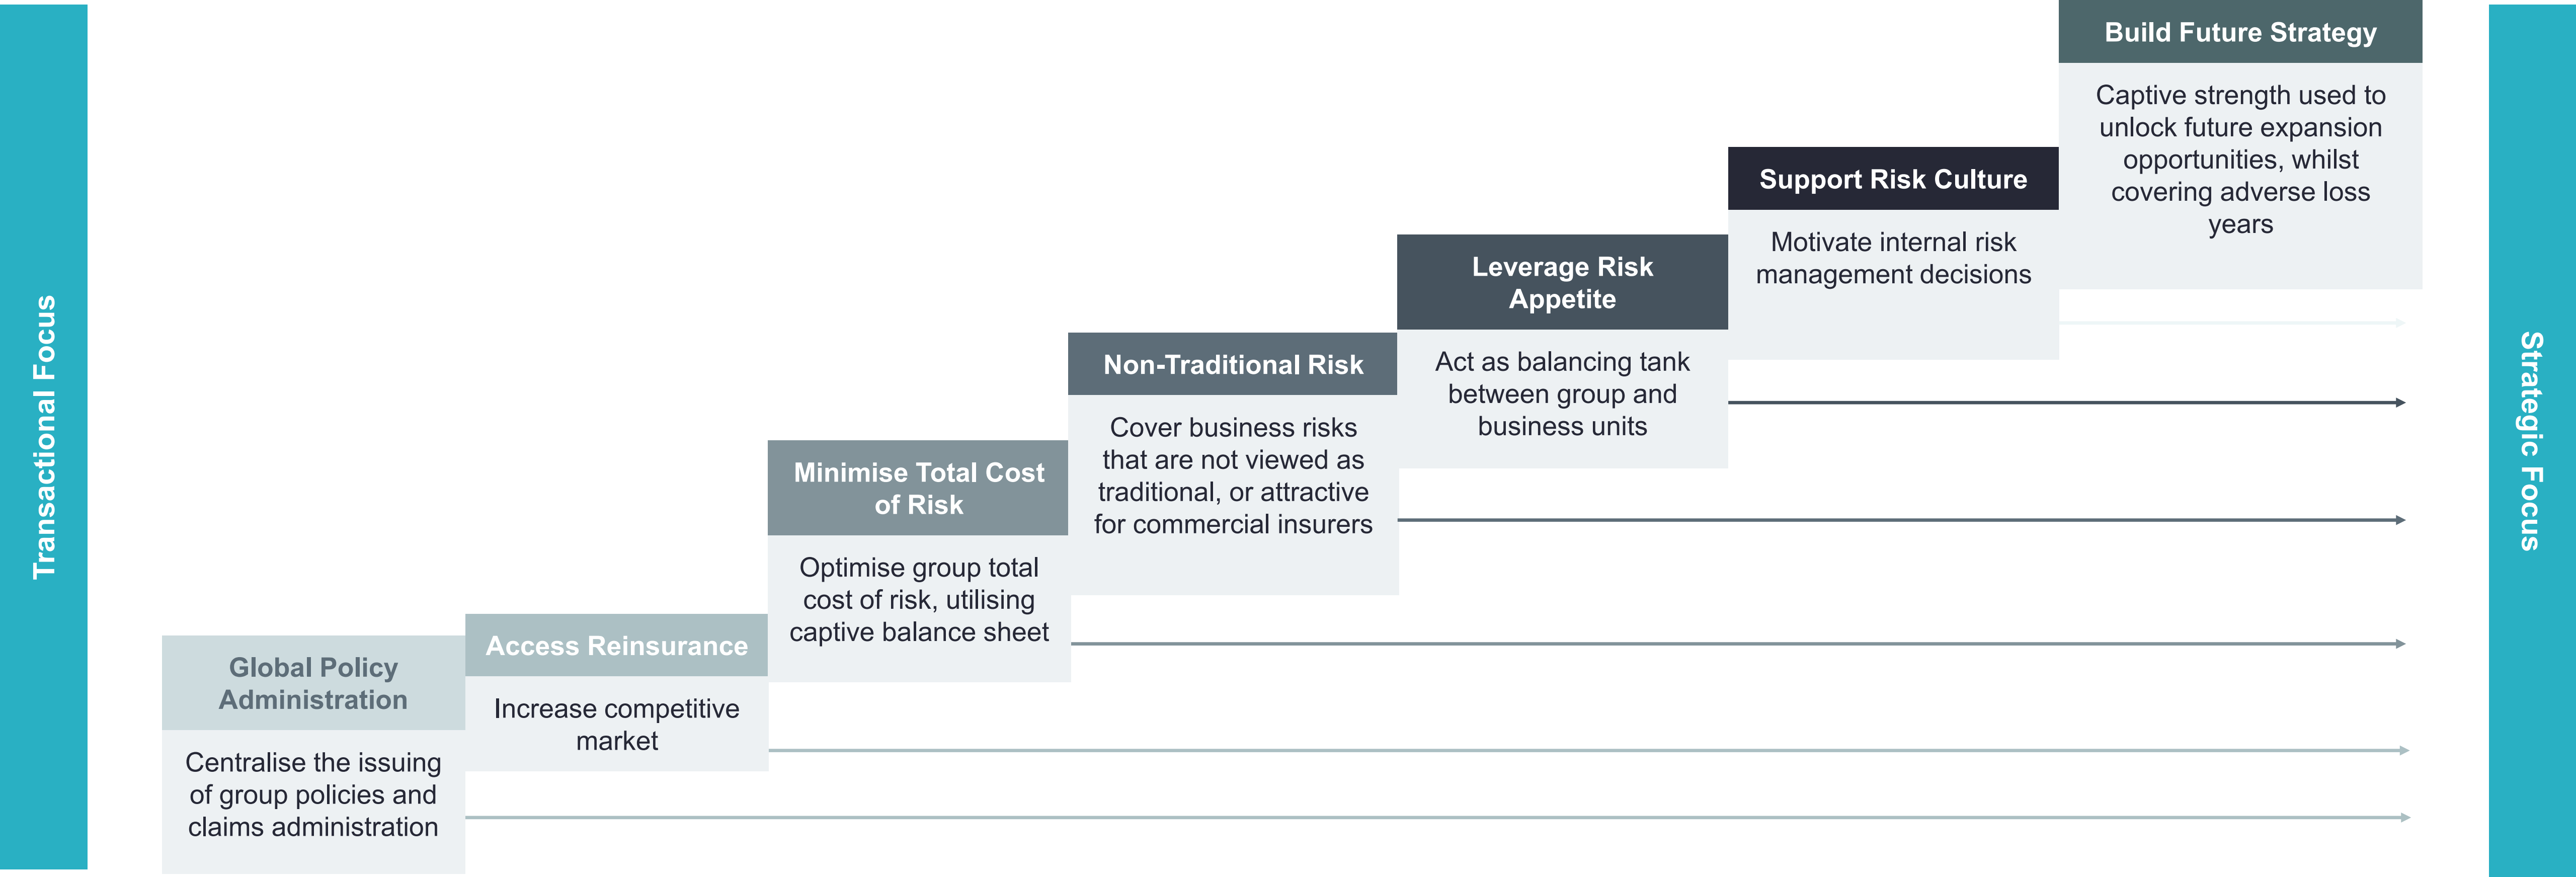 Transactional Focus
Global Policy
Administration
Centralise the issuing
of group policies and
claims administration
Access Reinsurance
Increase competitive
market
Minimise Total Cost
of Risk
Optimise group total
cost of risk, utilising
captive balance sheet
Non-Traditional Risk
Cover business risks
that are not viewed as
traditional, or attractive
for commercial insurers
Leverage Risk
Appetite
Act as balancing tank
between group and
business units
Support Risk Culture
Motivate internal risk
management decisions
Build Future Strategy
Captive strength used to
unlock future expansion
opportunities, whilst
covering adverse loss
years
Strategic Focus